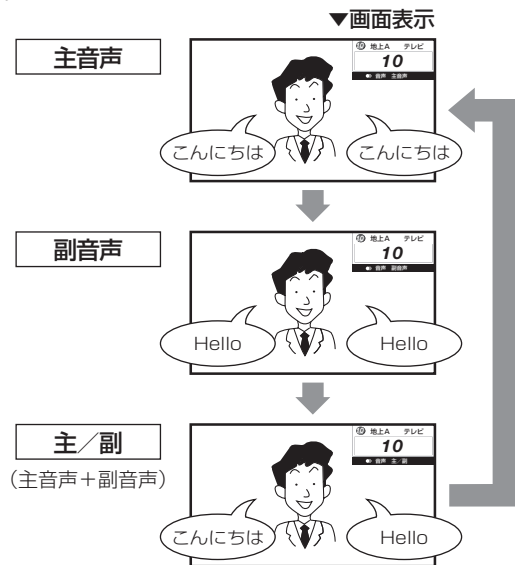 ▼画面表示
主音声
⑩ 地上A テレビ
10
音声 主音声
こんにちは こんにちは
副音声
⑩ 地上A テレビ
10
音声 副音声
Hello Hello
主／副
（主音声＋副音声）
⑩ 地上A テレビ
10
音声 主／副
こんにちは Hello